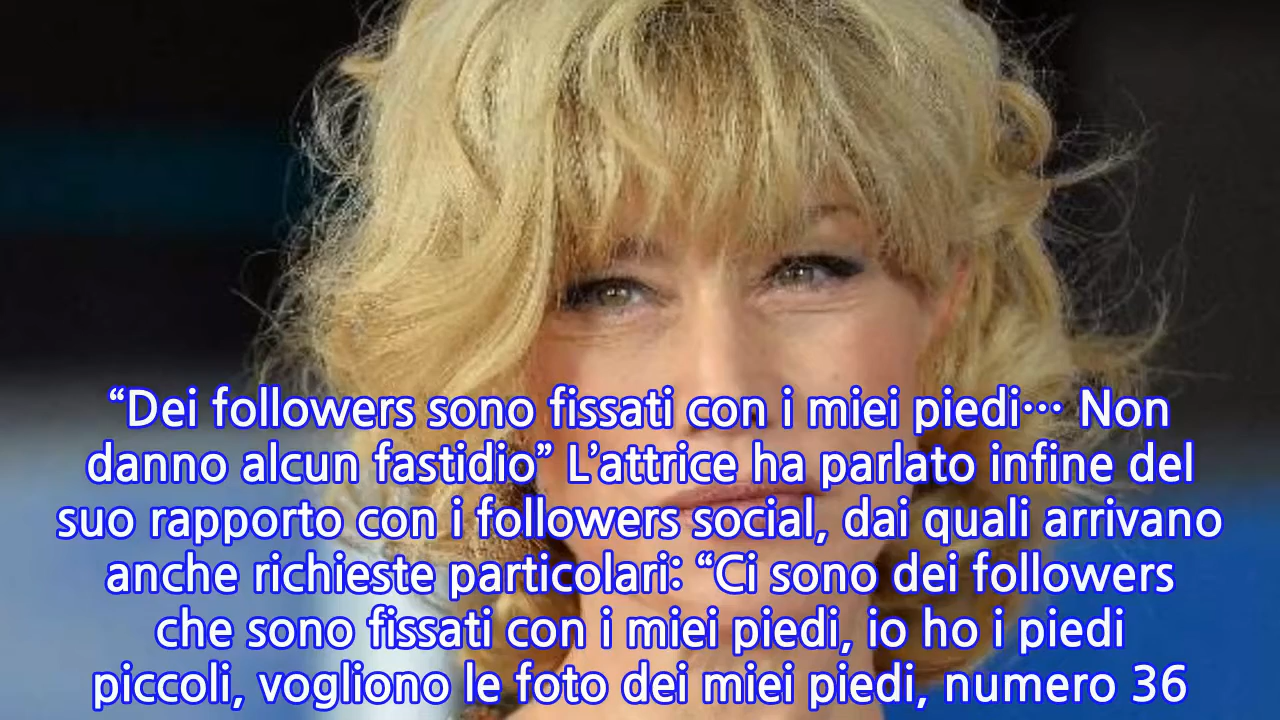 “Dei followers sono fissati con i miei piedi… Non
danno alcun fastidio” L’attrice ha parlato infine del
suo rapporto con i followers social, dai quali arrivano
anche richieste particolari: “Ci sono dei followers
che sono fissati con i miei piedi, io ho i piedi
piccoli, vogliono le foto dei miei piedi, numero 36